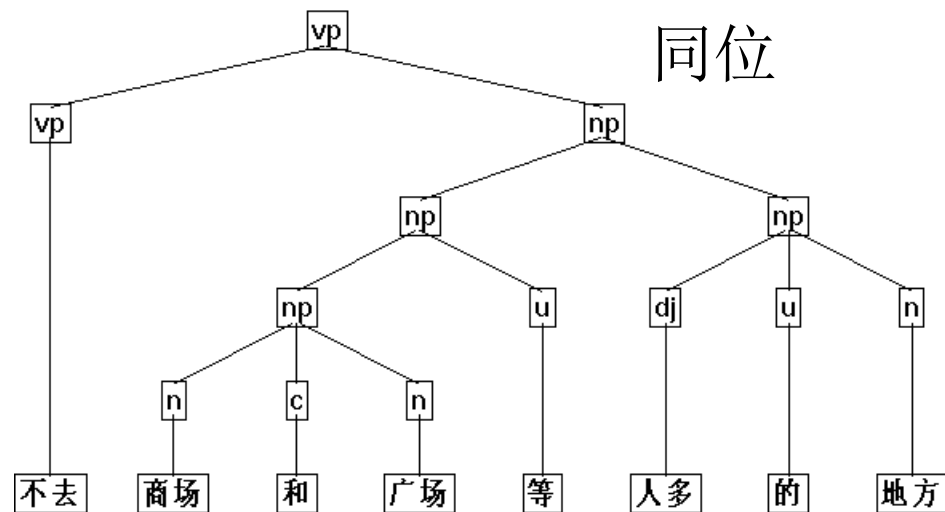 vp
同位
vp np
np np
np u dj u n
n c n
不去 商场 和 广场 等 人多 的 地方